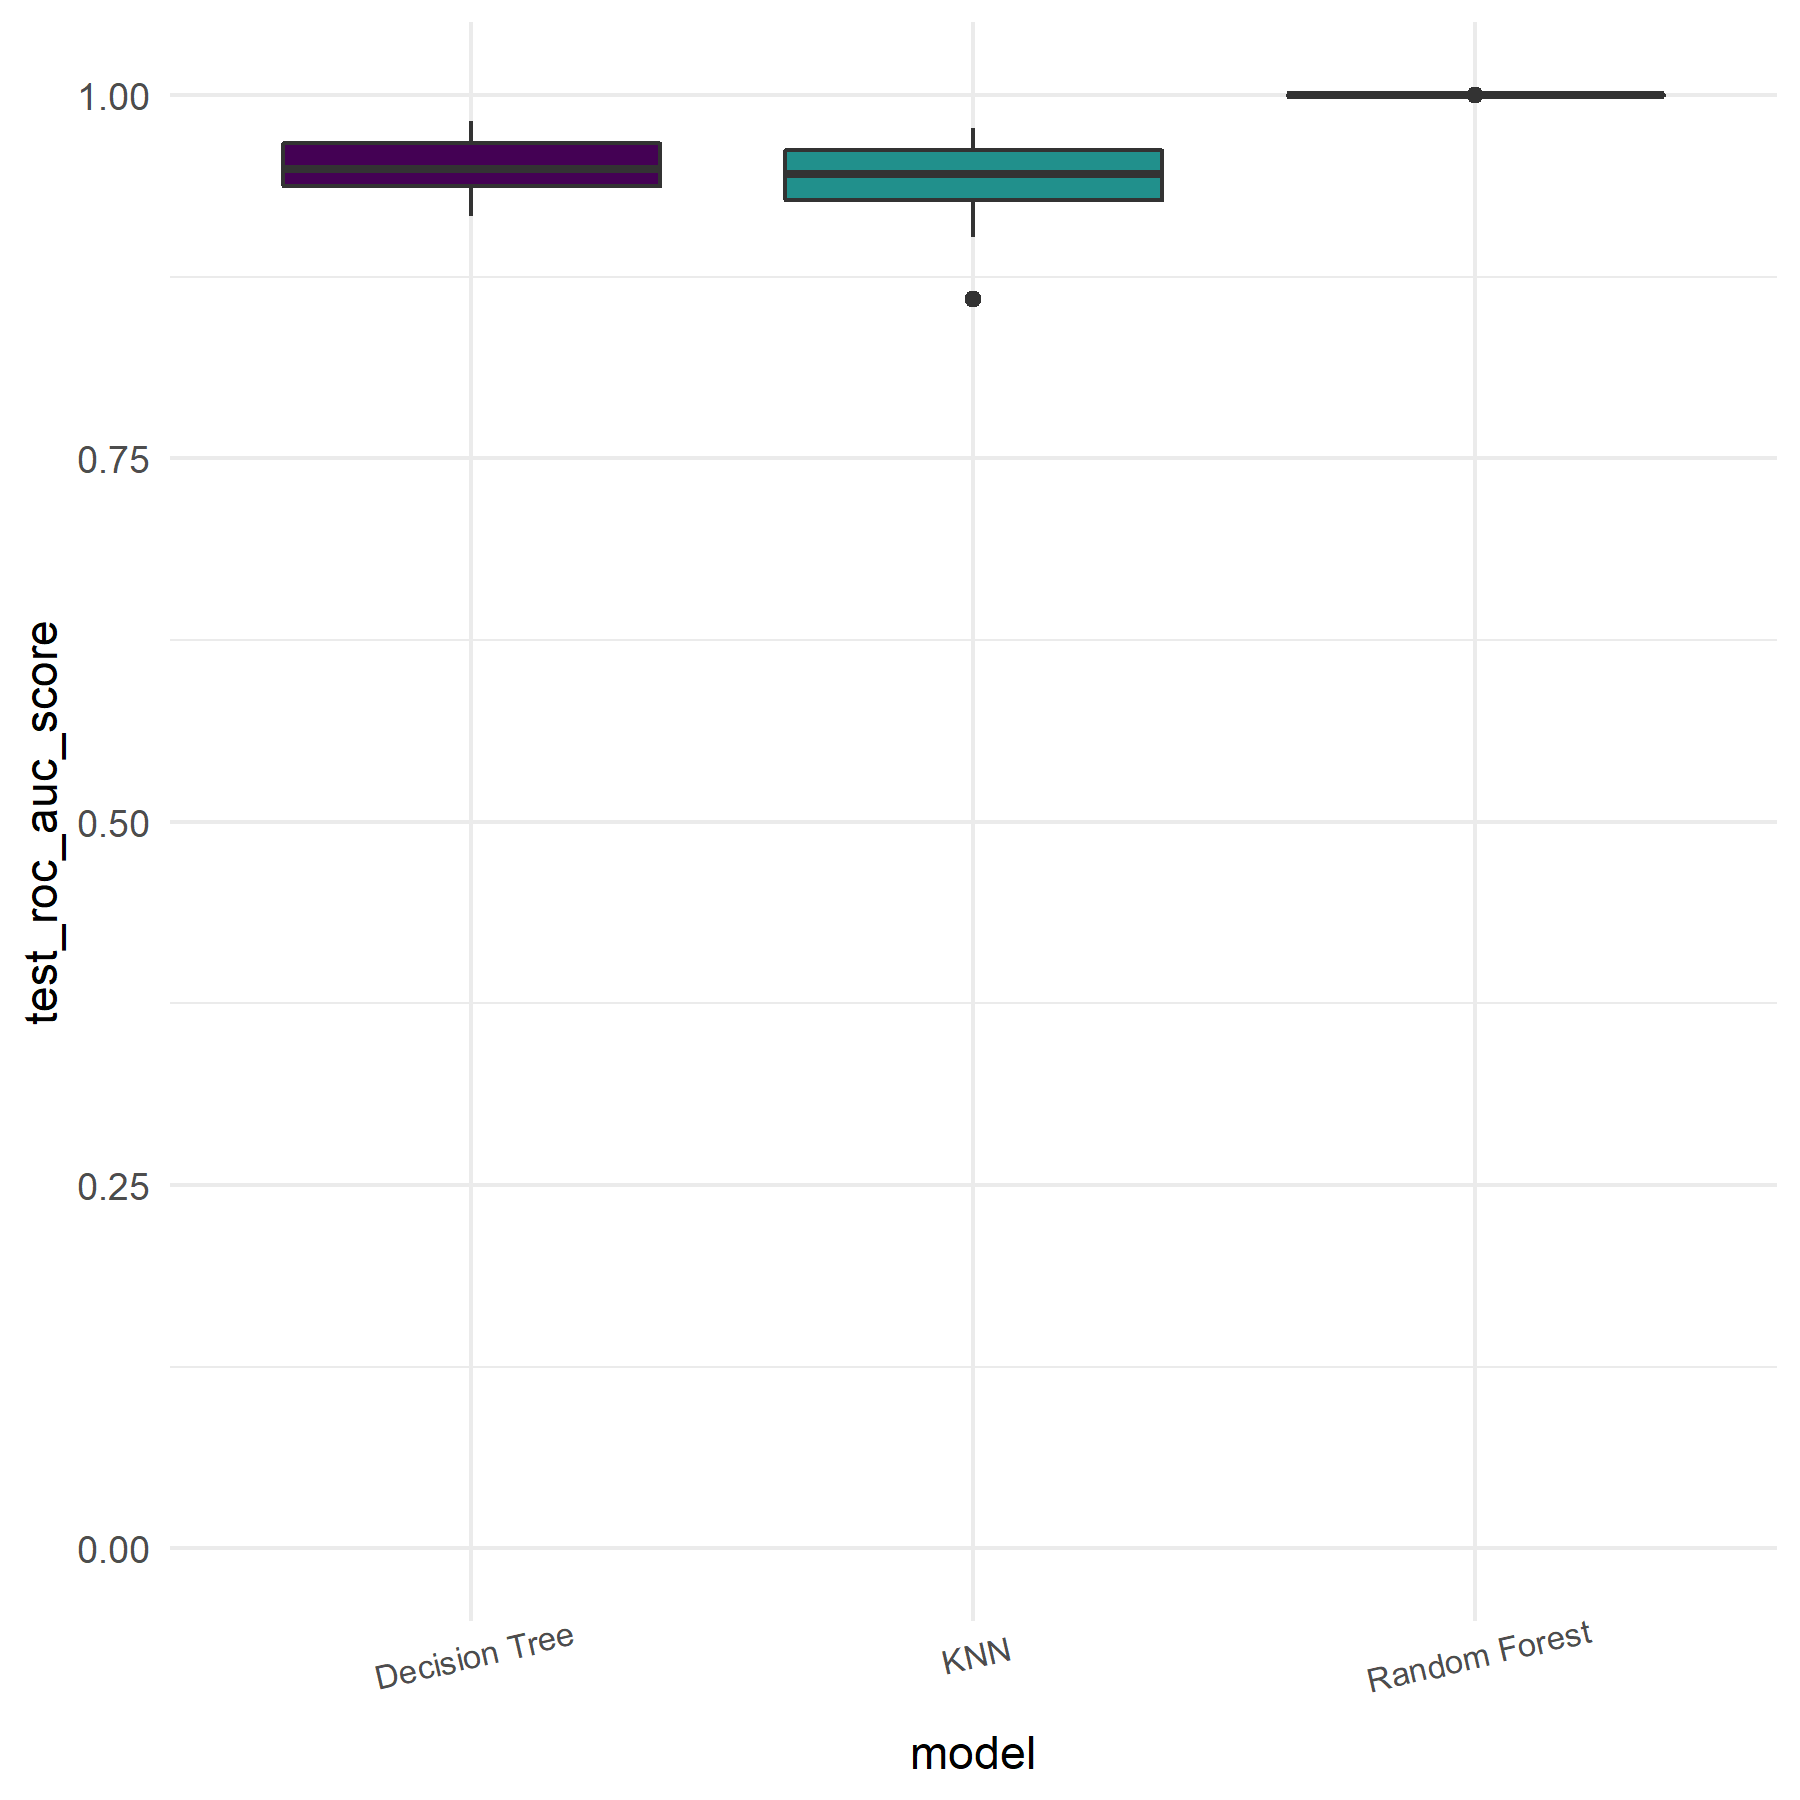 test_roc_auc_score
1.00
0.75
0.50
0.25
0.00
Decision Tree
KNN
Random Forest
model